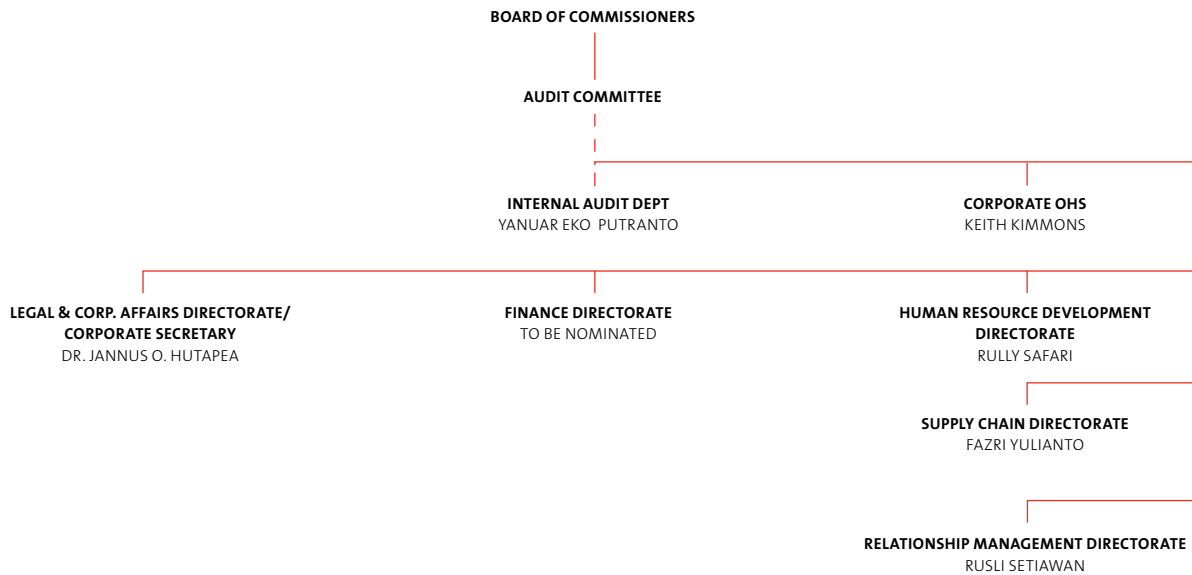 BOARD OF COMMISSIONERS
AUDIT COMMITTEE
INTERNAL AUDIT DEPT
YANUAR EKO PUTRANTO
CORPORATE OHS
KEITH KIMMONS
LEGAL & CORP. AFFAIRS DIRECTORATE/
CORPORATE SECRETARY
DR. JANNUS O. HUTAPEA
FINANCE DIRECTORATE
TO BE NOMINATED
HUMAN RESOURCE DEVELOPMENT
DIRECTORATE
RULLY SAFARI
SUPPLY CHAIN DIRECTORATE
FAZRI YULIANTO
RELATIONSHIP MANAGEMENT DIRECTORATE
RUSLI SETIAWAN